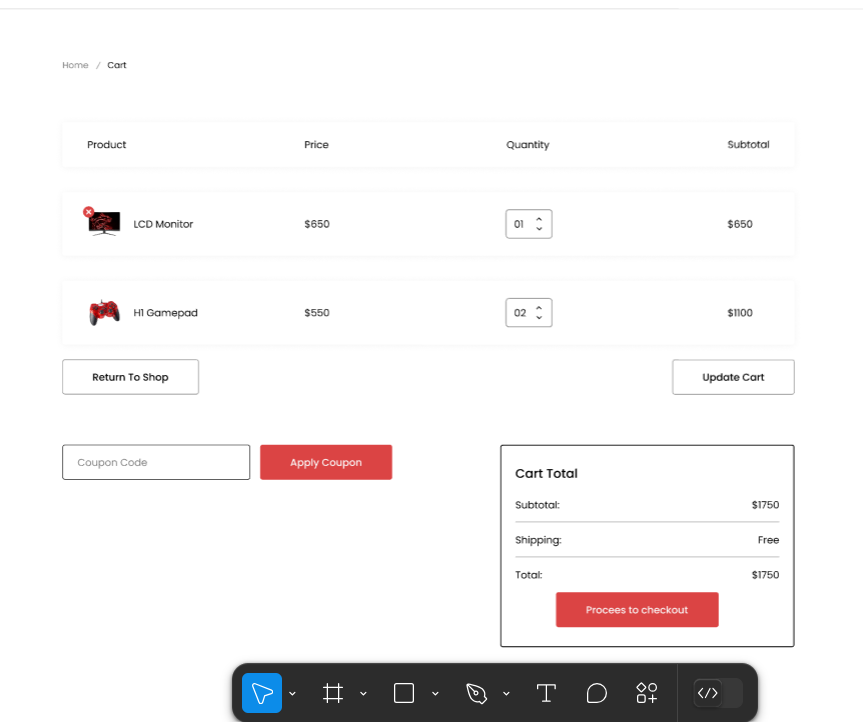 Home / Cart
Product Price Quantity Subtotal
LCD Monitor $650 01 $650
H1 Gamepad $550 02 $1100
Return To Shop Update Cart
Coupon Code Apply Coupon
Cart Total
Subtotal: $1750
Shipping: Free
Total: $1750
Procees to checkout